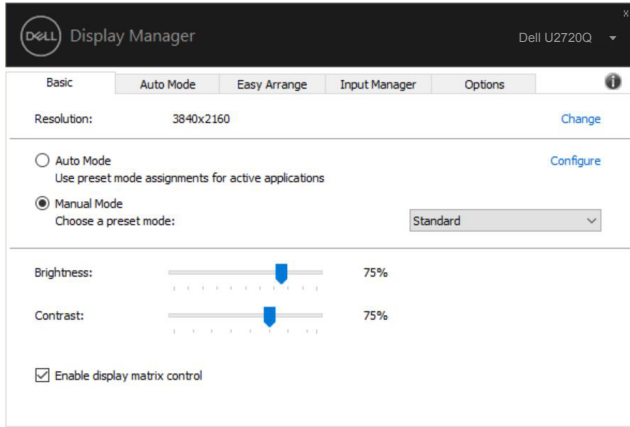 DELL Display Manager
x
Dell U2720Q
Basic Auto Mode Easy Arrange Input Manager Options
Resolution: 3840x2160 Change
Auto Mode Configure
Use preset mode assignments for active applications
Manual Mode
Choose a preset mode: Standard
Brightness: 75%
Contrast: 75%
Enable display matrix control